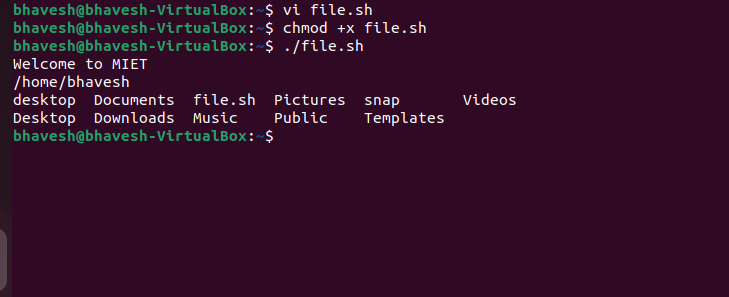 bhavesh@bhavesh-VirtualBox:~$ vi file.sh
bhavesh@bhavesh-VirtualBox:~$ chmod +x file.sh
bhavesh@bhavesh-VirtualBox:~$ ./file.sh
Welcome to MIET
/home/bhavesh
desktop  Documents  file.sh  Pictures  snap       Videos
Desktop  Downloads  Music    Public    Templates
bhavesh@bhavesh-VirtualBox:~$